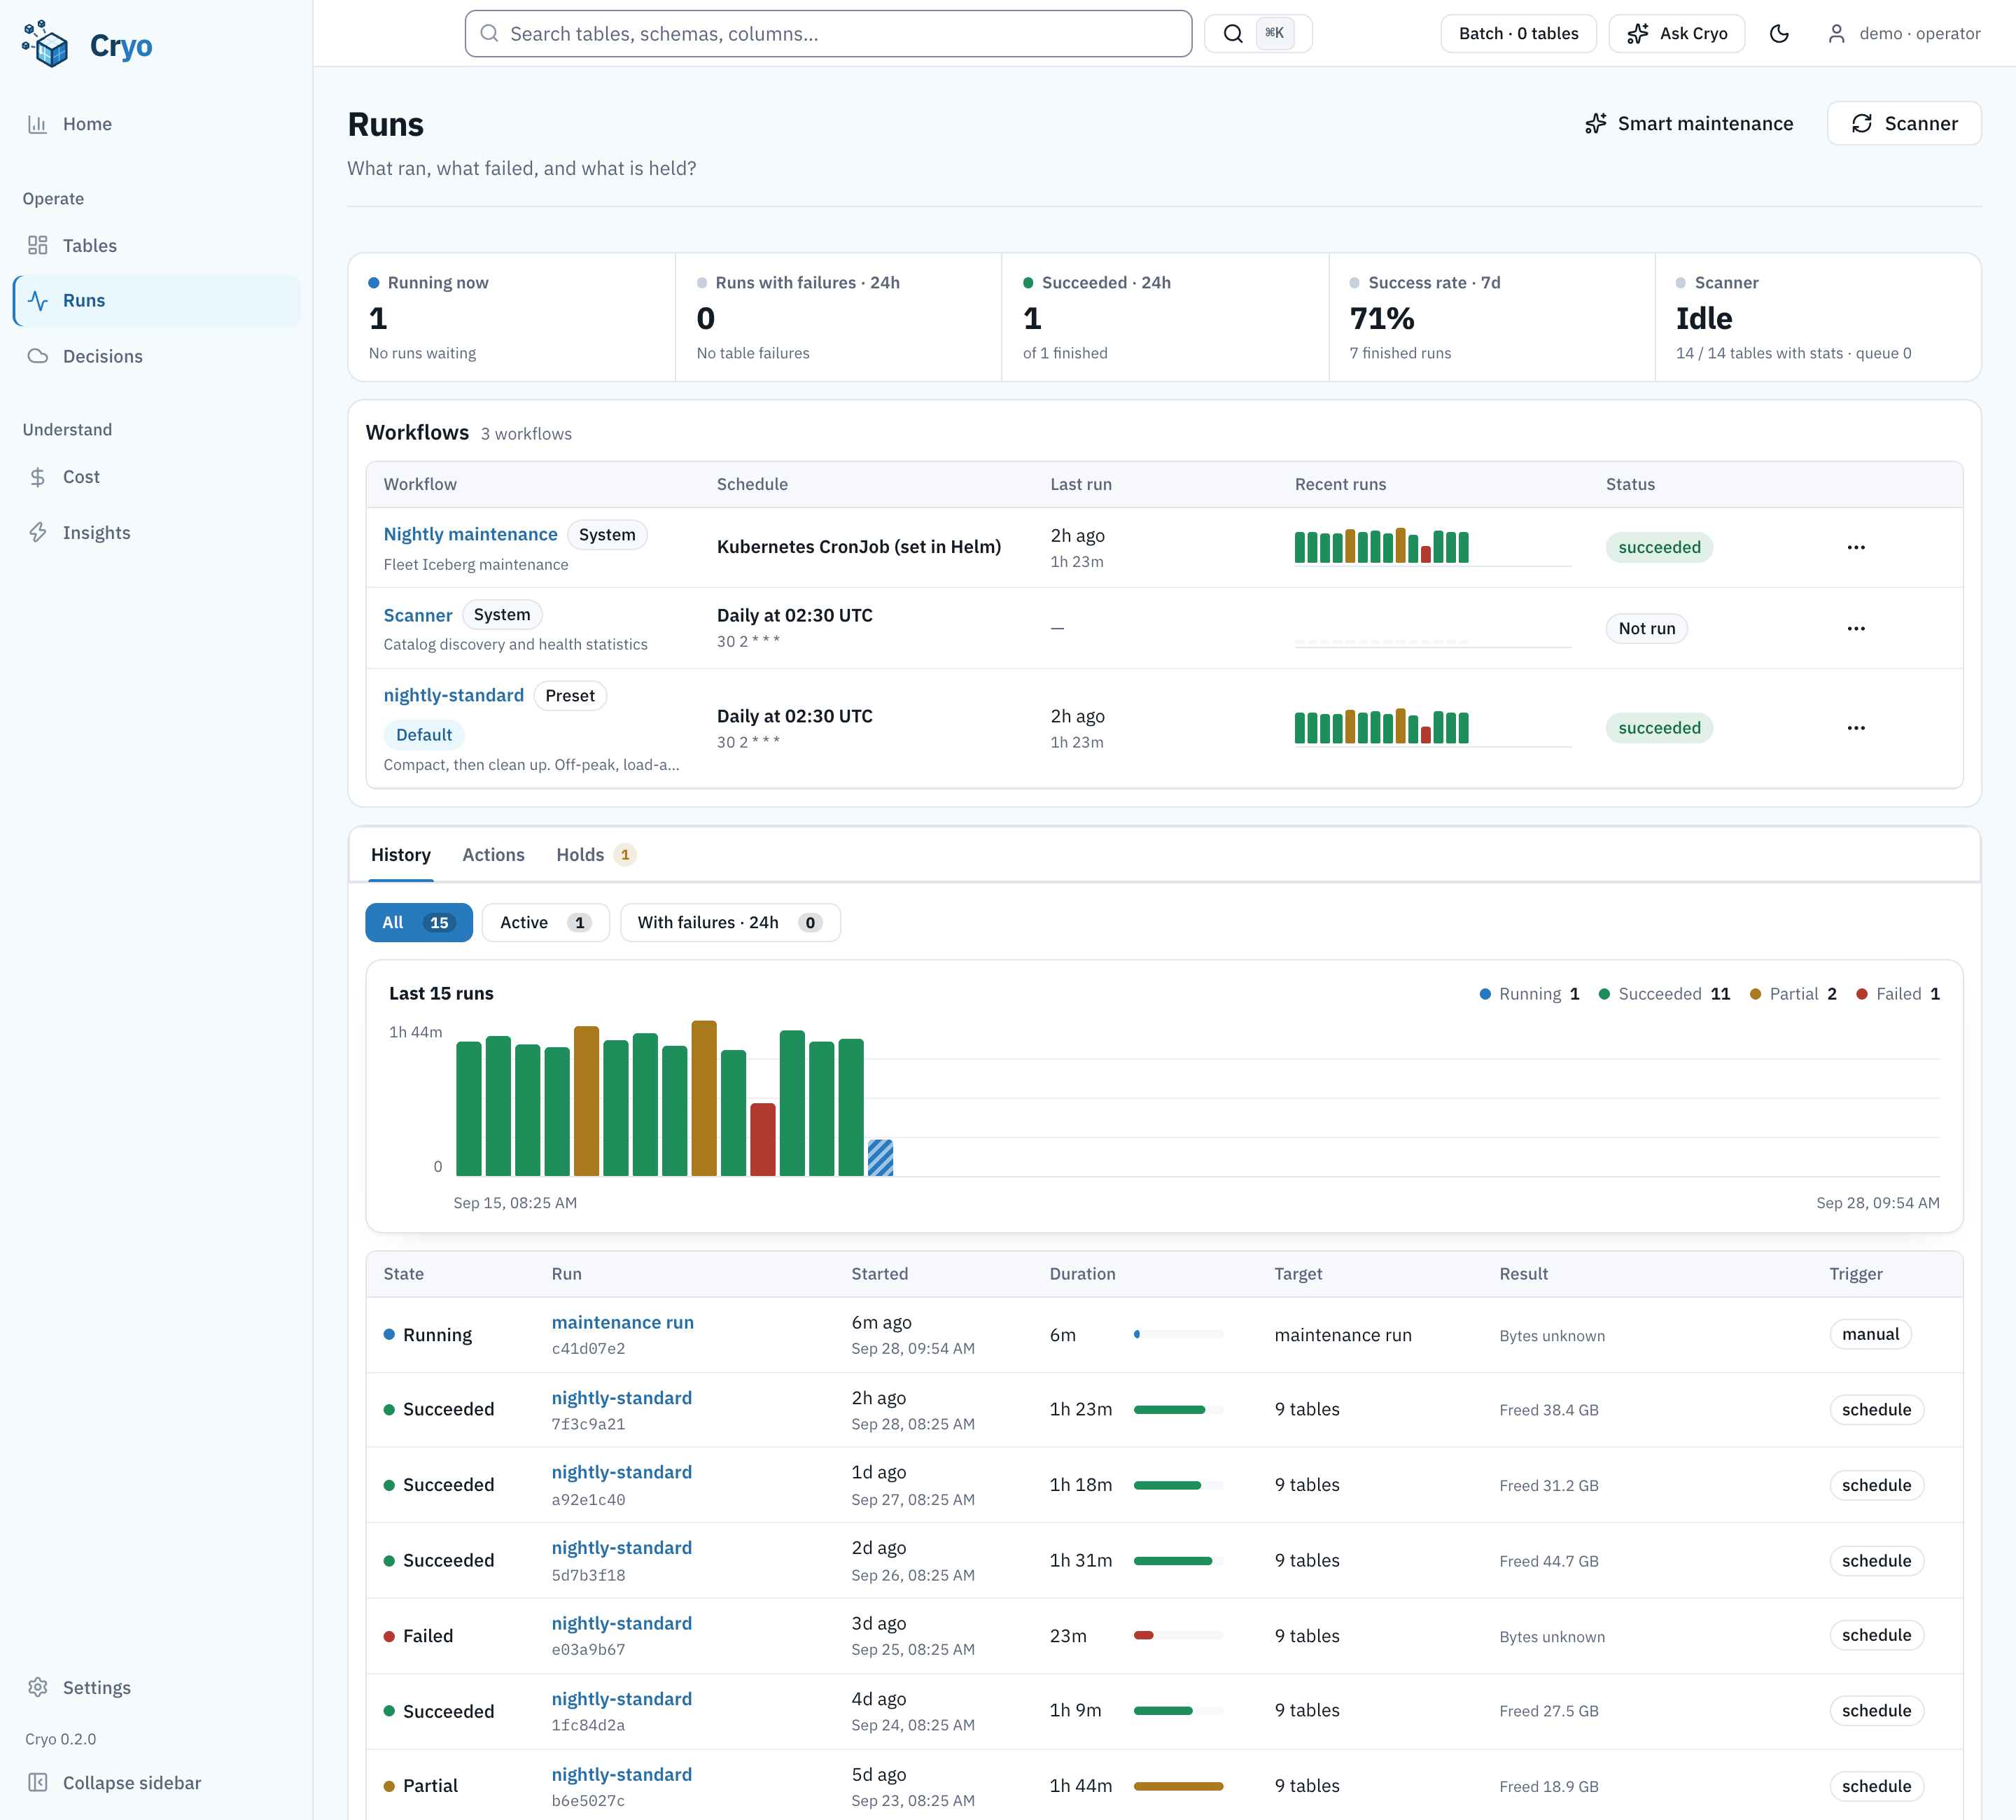 Cryo
Search tables, schemas, columns...
⌘K
Batch · 0 tables
Ask Cryo
demo · operator
Home
Operate
Tables
Runs
Decisions
Understand
Cost
Insights
Settings
Cryo 0.2.0
Collapse sidebar
Runs
What ran, what failed, and what is held?
Smart maintenance
Scanner
Running now
1
No runs waiting
Runs with failures · 24h
0
No table failures
Succeeded · 24h
1
of 1 finished
Success rate · 7d
71%
7 finished runs
Scanner
Idle
14 / 14 tables with stats · queue 0
Workflows 3 workflows
Workflow Schedule Last run Recent runs Status
Nightly maintenance System
Fleet Iceberg maintenance
Kubernetes CronJob (set in Helm)
2h ago
1h 23m
succeeded
Scanner System
Catalog discovery and health statistics
Daily at 02:30 UTC
30 2 * * *
—
Not run
nightly-standard Preset
Default
Compact, then clean up. Off-peak, load-a...
Daily at 02:30 UTC
30 2 * * *
2h ago
1h 23m
succeeded
History Actions Holds 1
All 15 Active 1 With failures · 24h 0
Last 15 runs
Running 1 Succeeded 11 Partial 2 Failed 1
1h 44m
0
Sep 15, 08:25 AM
Sep 28, 09:54 AM
State Run Started Duration Target Result Trigger
Running
maintenance run
c41d07e2
6m ago
Sep 28, 09:54 AM
6m
maintenance run
Bytes unknown
manual
Succeeded
nightly-standard
7f3c9a21
2h ago
Sep 28, 08:25 AM
1h 23m
9 tables
Freed 38.4 GB
schedule
Succeeded
nightly-standard
a92e1c40
1d ago
Sep 27, 08:25 AM
1h 18m
9 tables
Freed 31.2 GB
schedule
Succeeded
nightly-standard
5d7b3f18
2d ago
Sep 26, 08:25 AM
1h 31m
9 tables
Freed 44.7 GB
schedule
Failed
nightly-standard
e03a9b67
3d ago
Sep 25, 08:25 AM
23m
9 tables
Bytes unknown
schedule
Succeeded
nightly-standard
1fc84d2a
4d ago
Sep 24, 08:25 AM
1h 9m
9 tables
Freed 27.5 GB
schedule
Partial
nightly-standard
b6e5027c
5d ago
Sep 23, 08:25 AM
1h 44m
9 tables
Freed 18.9 GB
schedule